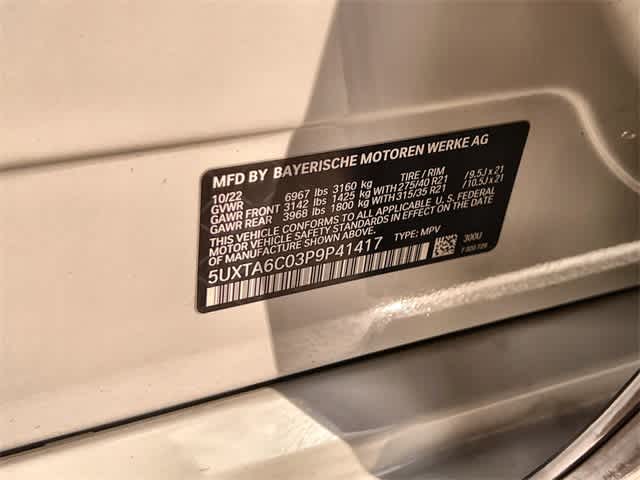 MFD BY BAYERISCHE MOTOREN WERKE AG
10/22 TIRE / RIM
GVWR 6967 lbs 3160 kg
GAWR FRONT 3142 lbs 1425 kg WITH 275/40 R21 / 9.5J x 21
GAWR REAR 3968 lbs 1800 kg WITH 315/35 R21 / 10.5J x 21
THIS VEHICLE CONFORMS TO ALL APPLICABLE U. S. FEDERAL
MOTOR VEHICLE SAFETY STANDARDS IN EFFECT ON THE DATE
OF MANUFACTURE SHOWN ABOVE.
5UXTA6C03P9P41417 TYPE: MPV
300U